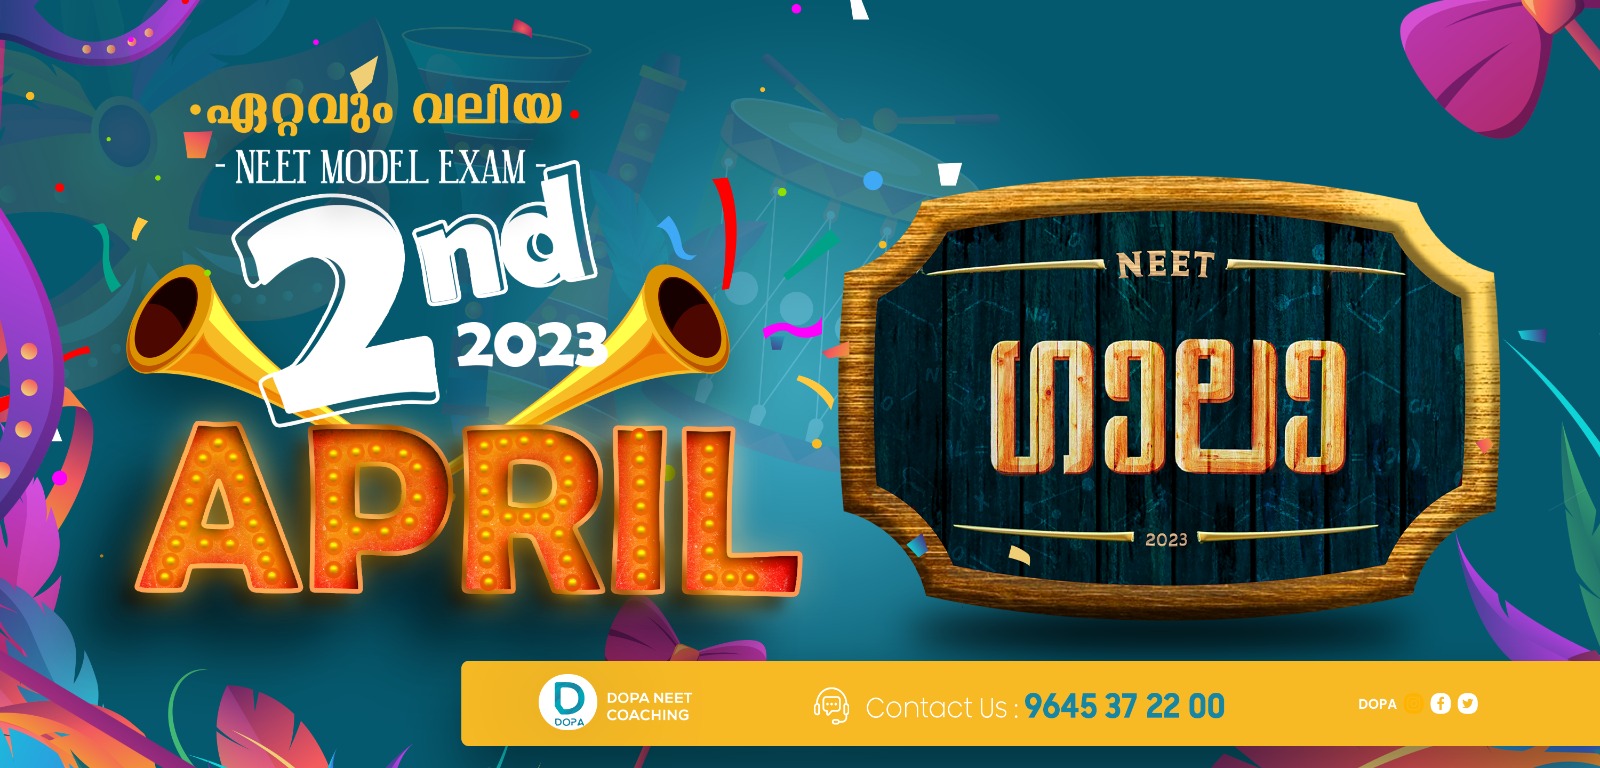 ഏറ്റവും വലിയ
- NEET MODEL EXAM -
2nd
2023
APRIL
NEET
ഗാലാ
2023
D
DOPA
DOPA NEET
COACHING
Contact Us : 9645 37 22 00
DOPA